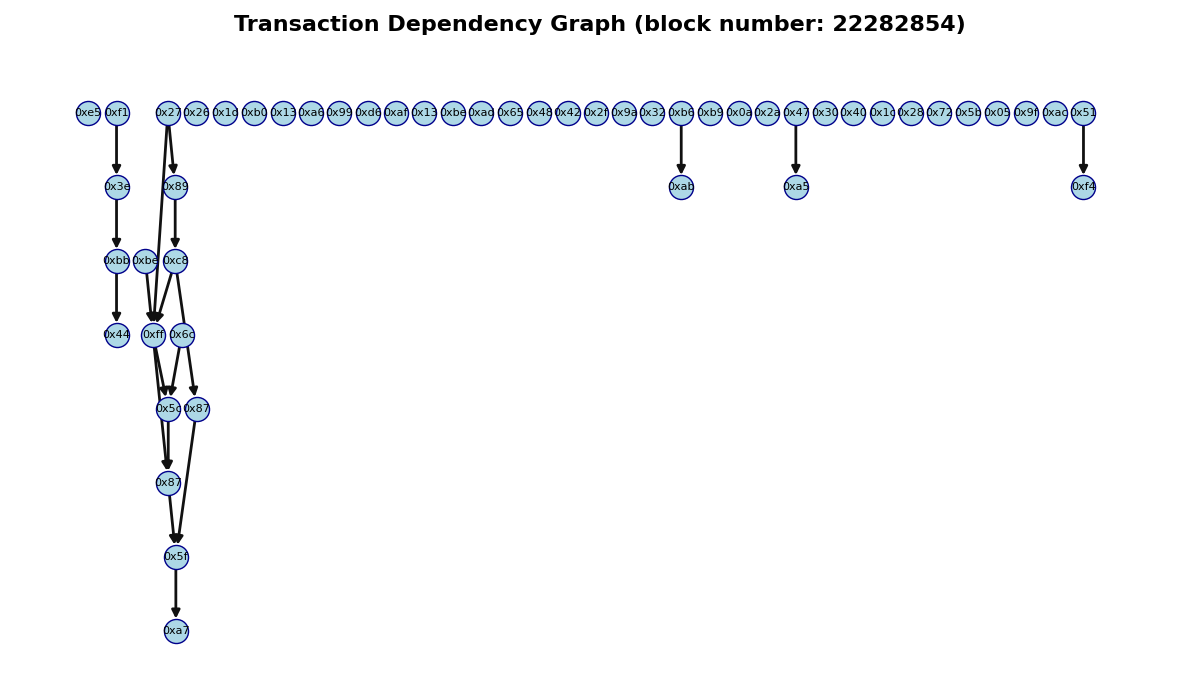 Transaction Dependency Graph (block number: 22282854)
0xe5 0xf1 0x27 0x26 0x1d 0xb0 0x13 0xa6 0x99 0xd6 0xaf 0x13 0xbe 0xad 0x65 0x48 0x42 0x2f 0x9a 0x32 0xb6 0xb9 0x0a 0x2a 0x47 0x30 0x40 0x1c 0x28 0x72 0x5b 0x05 0x9f 0xac 0x51
0x3e 0x89 0xab 0xa5 0xf4
0xbb 0xbe 0xc8
0x44 0xff 0x6c
0x5c 0x87
0x87
0x5f
0xa7